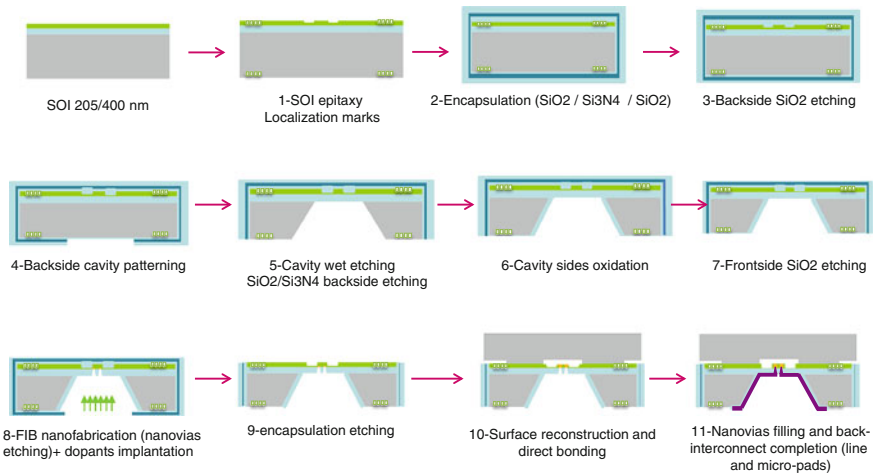 SOI 205/400 nm
1-SOI epitaxy
Localization marks
2-Encapsulation (SiO2 / Si3N4 / SiO2)
3-Backside SiO2 etching
4-Backside cavity patterning
5-Cavity wet etching
SiO2/Si3N4 backside etching
6-Cavity sides oxidation
7-Frontside SiO2 etching
8-FIB nanofabrication (nanovias
etching)+ dopants implantation
9-encapsulation etching
10-Surface reconstruction and
direct bonding
11-Nanovias filling and back-
interconnect completion (line
and micro-pads)